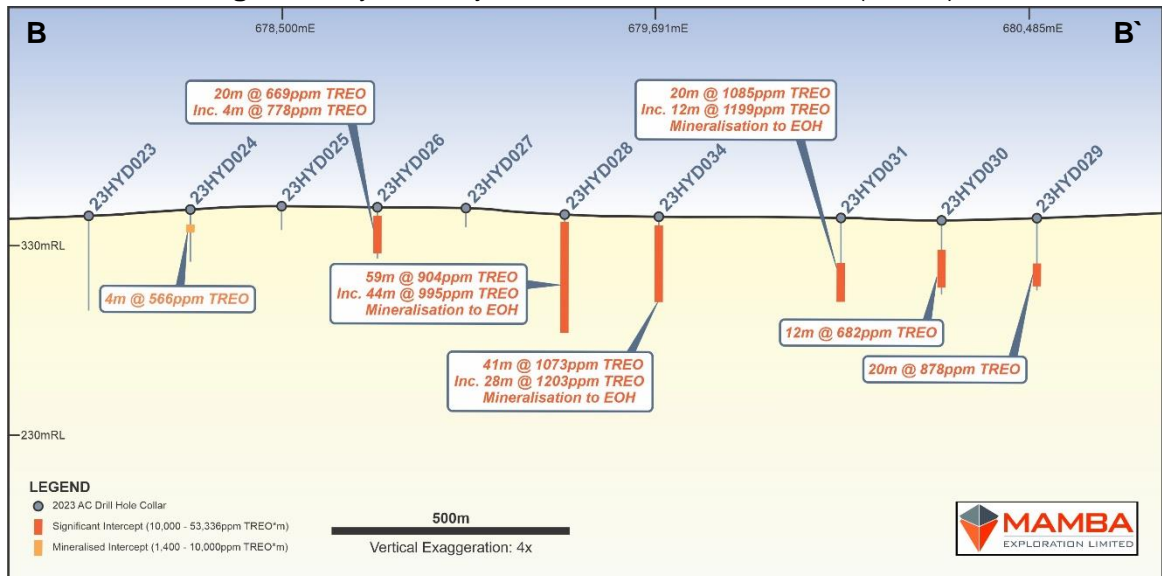 B
B`
678,500mE
679,691mE
680,485mE
20m @ 669ppm TREO
Inc. 4m @ 778ppm TREO
20m @ 1085ppm TREO
Inc. 12m @ 1199ppm TREO
Mineralisation to EOH
23HYD023
23HYD024
23HYD025
23HYD026
23HYD027
23HYD028
23HYD034
23HYD031
23HYD030
23HYD029
330mRL
4m @ 566ppm TREO
59m @ 904ppm TREO
Inc. 44m @ 995ppm TREO
Mineralisation to EOH
41m @ 1073ppm TREO
Inc. 28m @ 1203ppm TREO
Mineralisation to EOH
12m @ 682ppm TREO
20m @ 878ppm TREO
230mRL
LEGEND
2023 AC Drill Hole Collar
Significant Intercept (10,000 - 53,336ppm TREO*m)
Mineralised Intercept (1,400 - 10,000ppm TREO*m)
500m
Vertical Exaggeration: 4x
MAMBA
EXPLORATION LIMITED